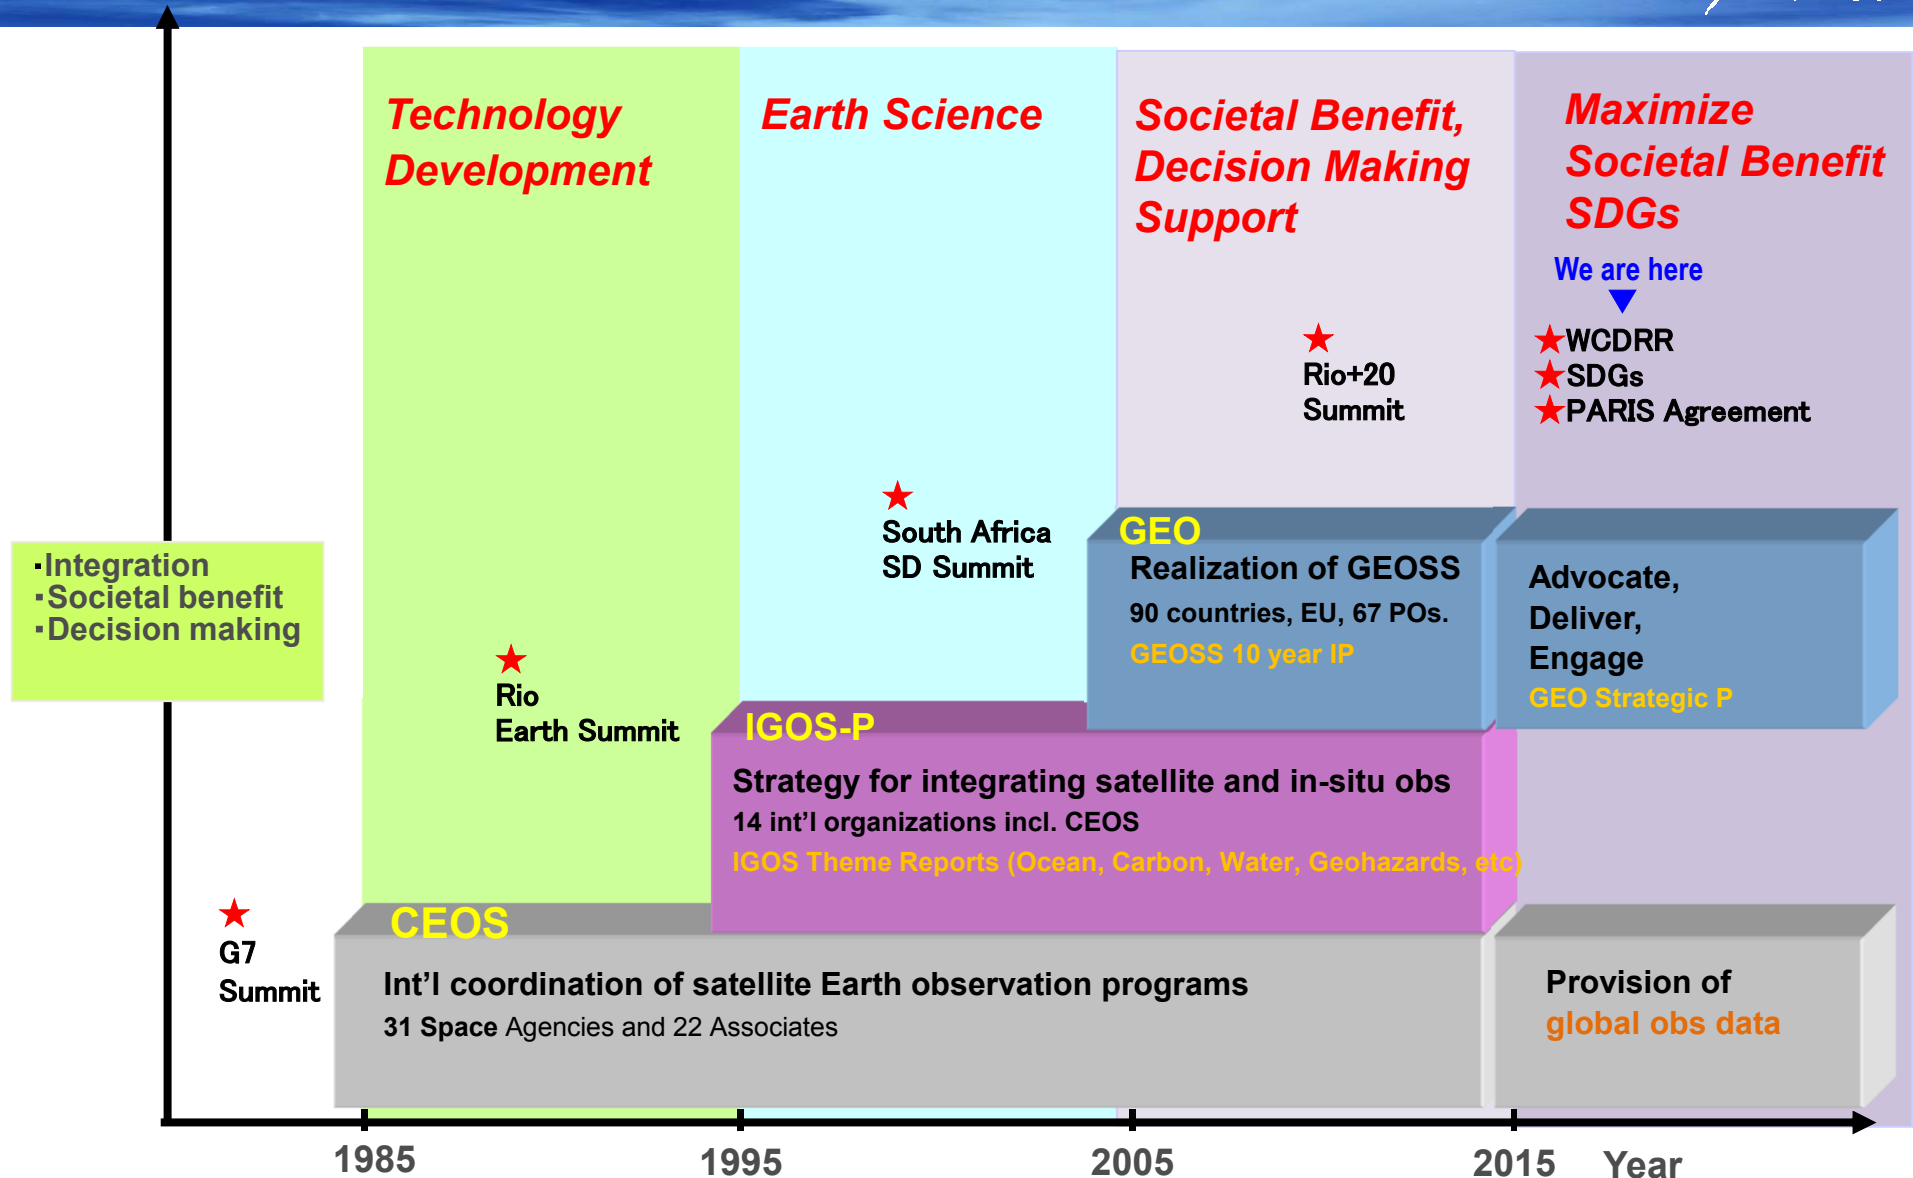 Technology
Development
Earth Science
Societal Benefit,
Decision Making
Support
Maximize
Societal Benefit
SDGs
We are here
★WCDRR
★SDGs
★PARIS Agreement
★
Rio+20
Summit
★
South Africa
SD Summit
★
Rio
Earth Summit
★
G7
Summit
・Integration
・Societal benefit
・Decision making
GEO
Realization of GEOSS
90 countries, EU, 67 POs.
GEOSS 10 year IP
Advocate,
Deliver,
Engage
GEO Strategic P
IGOS-P
Strategy for integrating satellite and in-situ obs
14 int’l organizations incl. CEOS
IGOS Theme Reports (Ocean, Carbon, Water, Geohazards, etc)
CEOS
Int’l coordination of satellite Earth observation programs
31 Space Agencies and 22 Associates
Provision of
global obs data
1985
1995
2005
2015
Year